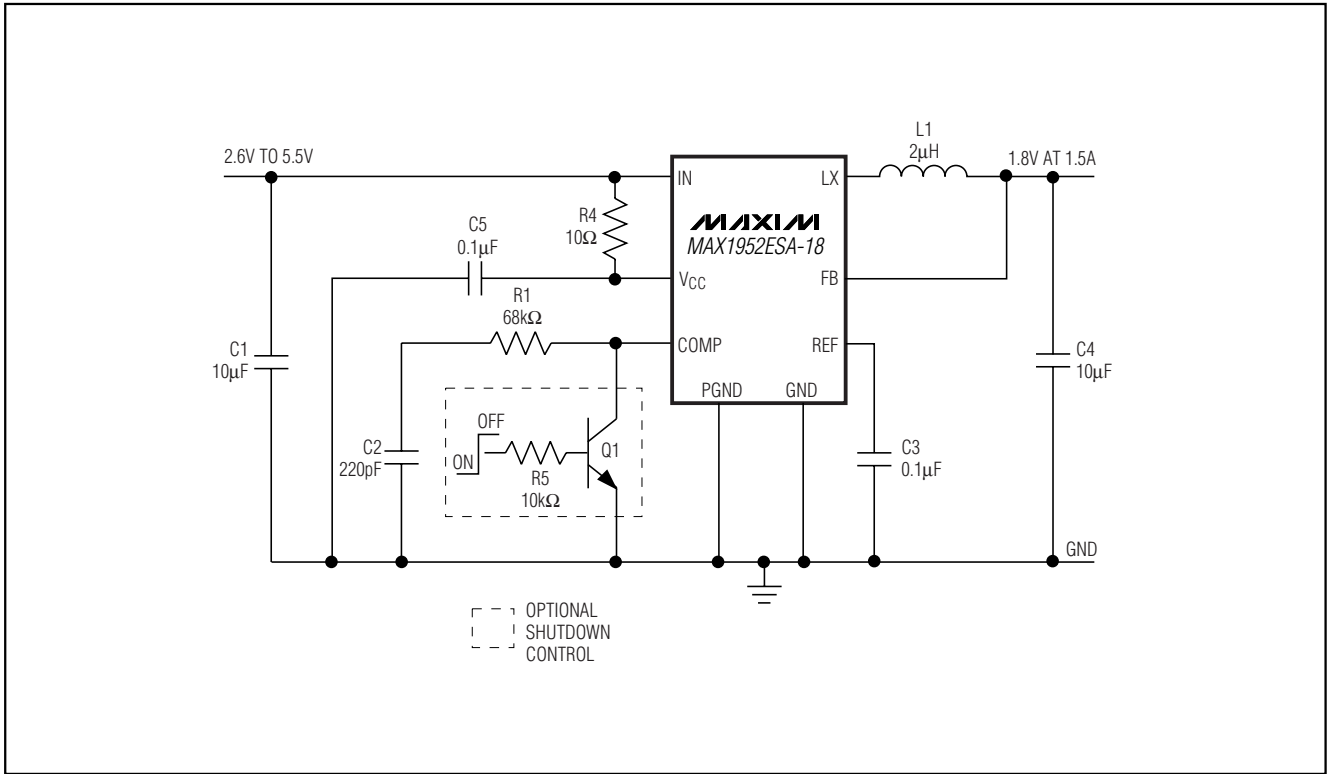 2.6V TO 5.5V
L1
2µH
1.8V AT 1.5A
IN
LX
R4
10Ω
MAXIM
MAX1952ESA-18
C5
0.1µF
VCC
FB
R1
68kΩ
C1
10µF
COMP
REF
C4
10µF
PGND
GND
OFF
ON
Q1
R5
10kΩ
C2
220pF
C3
0.1µF
GND
OPTIONAL
SHUTDOWN
CONTROL